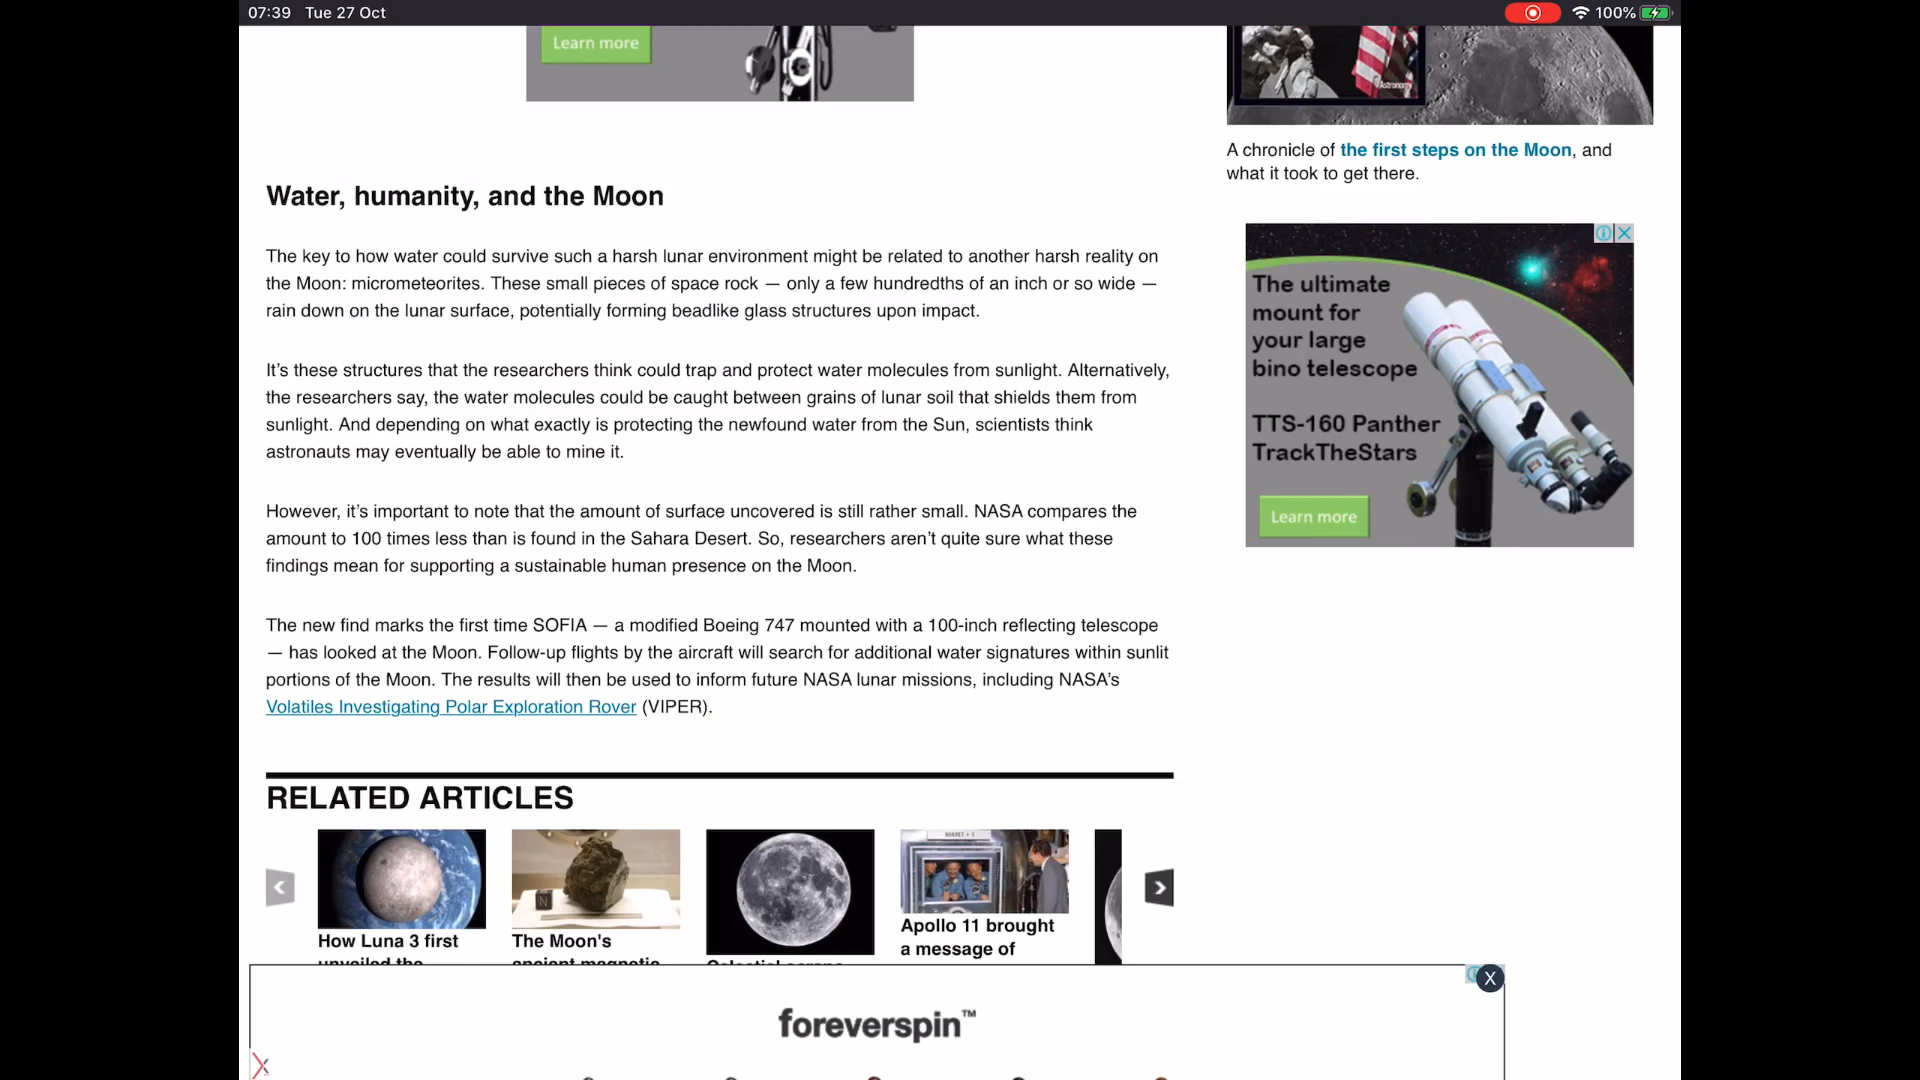 07:39 Tue 27 Oct
100%
Learn more
Astronomy
A chronicle of the first steps on the Moon, and
what it took to get there.
Water, humanity, and the Moon
The key to how water could survive such a harsh lunar environment might be related to another harsh reality on
the Moon: micrometeorites. These small pieces of space rock — only a few hundredths of an inch or so wide —
rain down on the lunar surface, potentially forming beadlike glass structures upon impact.
It’s these structures that the researchers think could trap and protect water molecules from sunlight. Alternatively,
the researchers say, the water molecules could be caught between grains of lunar soil that shields them from
sunlight. And depending on what exactly is protecting the newfound water from the Sun, scientists think
astronauts may eventually be able to mine it.
However, it’s important to note that the amount of surface uncovered is still rather small. NASA compares the
amount to 100 times less than is found in the Sahara Desert. So, researchers aren’t quite sure what these
findings mean for supporting a sustainable human presence on the Moon.
The new find marks the first time SOFIA — a modified Boeing 747 mounted with a 100-inch reflecting telescope
— has looked at the Moon. Follow-up flights by the aircraft will search for additional water signatures within sunlit
portions of the Moon. The results will then be used to inform future NASA lunar missions, including NASA’s
Volatiles Investigating Polar Exploration Rover (VIPER).
The ultimate
mount for
your large
bino telescope
TTS-160 Panther
TrackTheStars
Learn more
RELATED ARTICLES
N
How Luna 3 first
unveiled the
The Moon's
ancient magnetic
HORNET + 3
Apollo 11 brought
a message of
X
foreverspin™